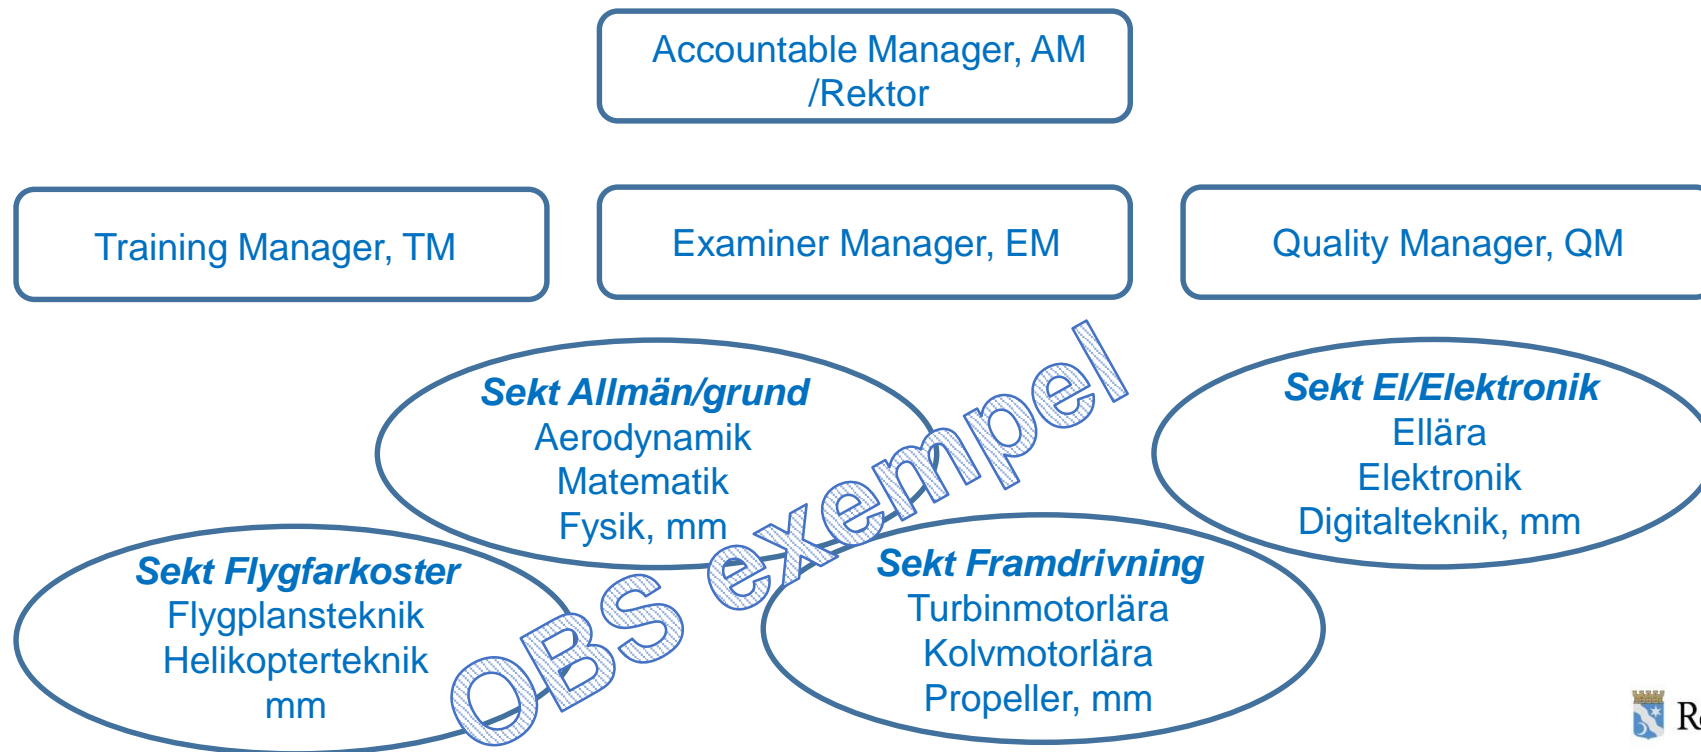 Accountable Manager, AM
/Rektor
Training Manager, TM
Examiner Manager, EM
Quality Manager, QM
Sekt Allmän/grund
Aerodynamik
Matematik
Fysik, mm
Sekt El/Elektronik
Ellära
Elektronik
Digitalteknik, mm
Sekt Flygfarkoster
Flygplansteknik
Helikopterteknik
mm
Sekt Framdrivning
Turbinmotorlära
Kolvmotorlära
Propeller, mm
OBS exempel